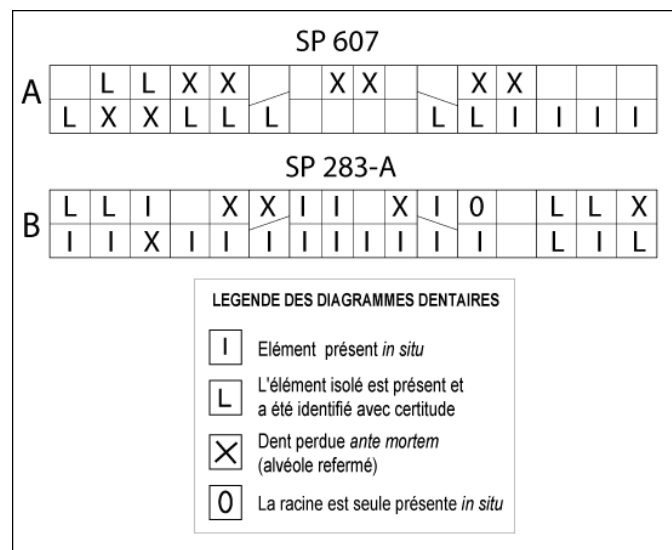 SP 607
A
L L X X X X X X
L X X L L L L L I I I I
SP 283-A
B
L L I X X I I X I 0 L L X
I I X I I I I I I I I I L I L
LEGENDE DES DIAGRAMMES DENTAIRES
I Elément présent in situ
L L'élément isolé est présent et
a été identifié avec certitude
X Dent perdue ante mortem
(alvéole refermé)
0 La racine est seule présente in situ